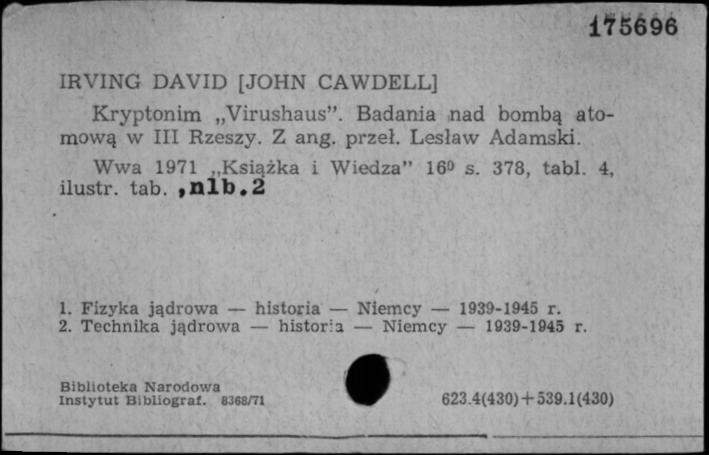 175696
IRVING DAVID [JOHN CAWDELL]
Kryptonim „Virushaus”. Badania nad bombą ato-
mową w III Rzeszy. Z ang. przeł. Lesław Adamski.
Wwa 1971 „Książka i Wiedza” 16⁰ s. 378, tabl. 4,
ilustr. tab. ,nlb.2
1. Fizyka jądrowa — historia — Niemcy — 1939-1945 r.
2. Technika jądrowa — historia — Niemcy — 1939-1945 r.
Biblioteka Narodowa
Instytut Bibliograf. 8368/71
623.4(430)+539.1(430)